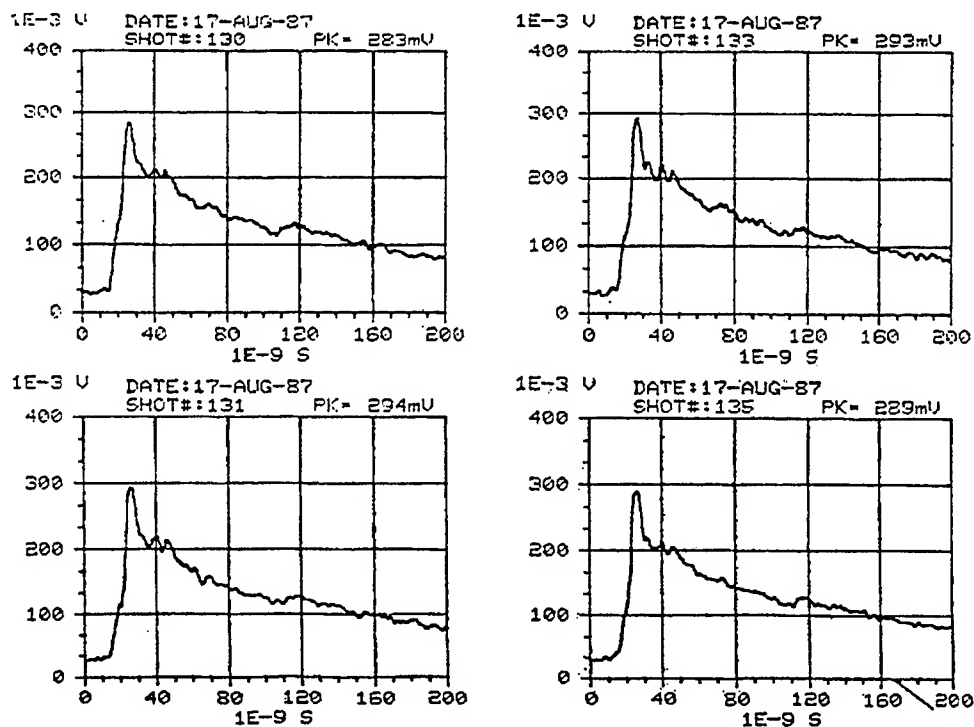 1E-3 V DATE:17-AUG-87
SHOT#:130 PK= 283mV
400
300
200
100
0
0 40 80 120 160 200
1E-9 S
1E-3 V DATE:17-AUG-87
SHOT#:133 PK= 293mV
400
300
200
100
0
0 40 80 120 160 200
1E-9 S
1E-3 V DATE:17-AUG-87
SHOT#:131 PK= 294mV
400
300
200
100
0
0 40 80 120 160 200
1E-9 S
1E-3 V DATE:17-AUG-87
SHOT#:135 PK= 289mV
400
300
200
100
0
0 40 80 120 160 200
1E-9 S